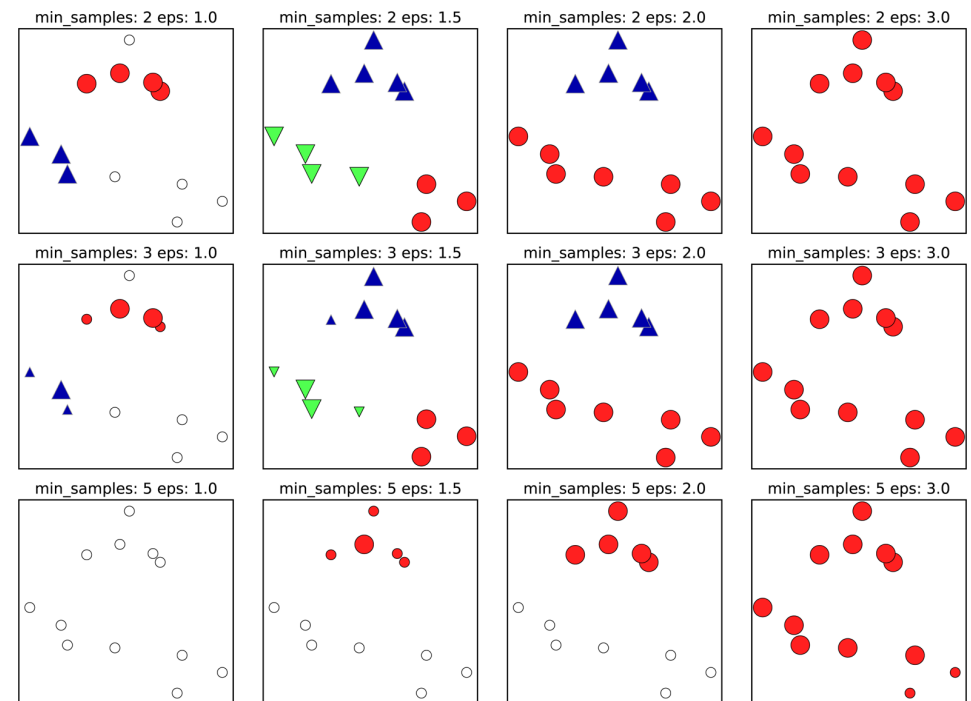 min_samples: 2 eps: 1.0
min_samples: 2 eps: 1.5
min_samples: 2 eps: 2.0
min_samples: 2 eps: 3.0
min_samples: 3 eps: 1.0
min_samples: 3 eps: 1.5
min_samples: 3 eps: 2.0
min_samples: 3 eps: 3.0
min_samples: 5 eps: 1.0
min_samples: 5 eps: 1.5
min_samples: 5 eps: 2.0
min_samples: 5 eps: 3.0